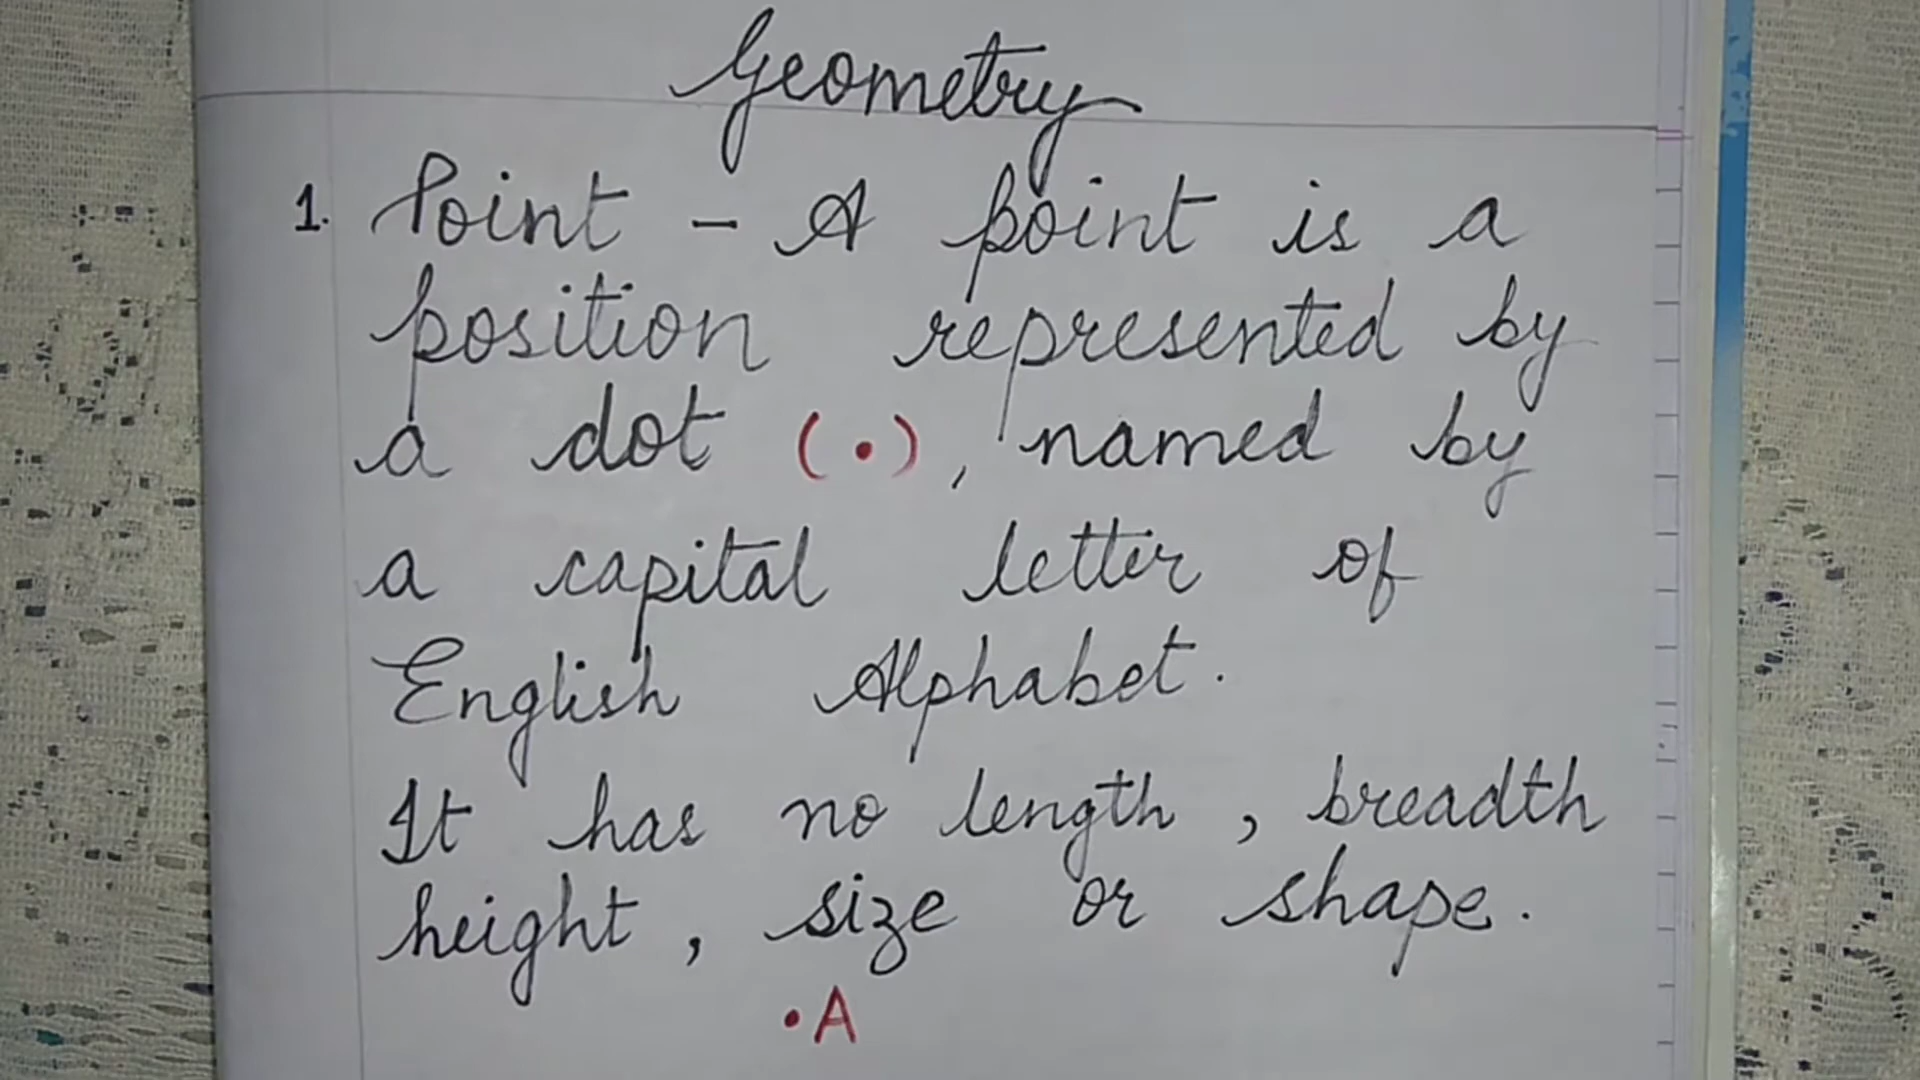 Geometry
1. Point - A point is a
position represented by
a dot (•), named by
a capital letter of
English Alphabet.
It has no length, breadth
height, size or shape.
•A